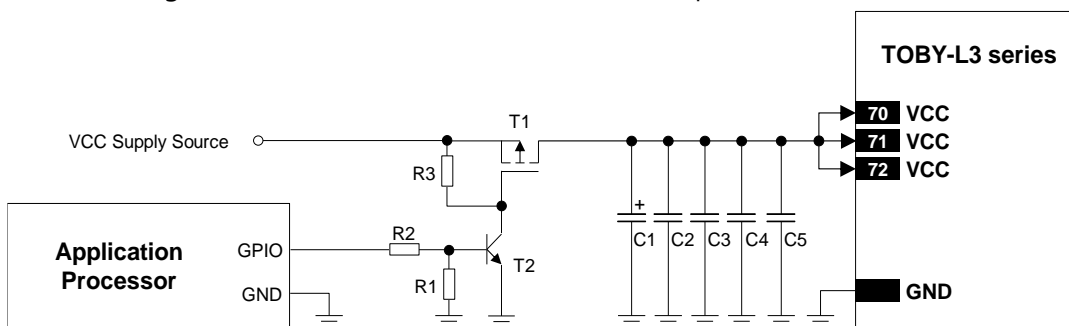 TOBY-L3 series
70 VCC
71 VCC
72 VCC
VCC Supply Source
T1
R3
+
C1 C2 C3 C4 C5
Application
Processor
GPIO
GND
R2
R1
T2
GND